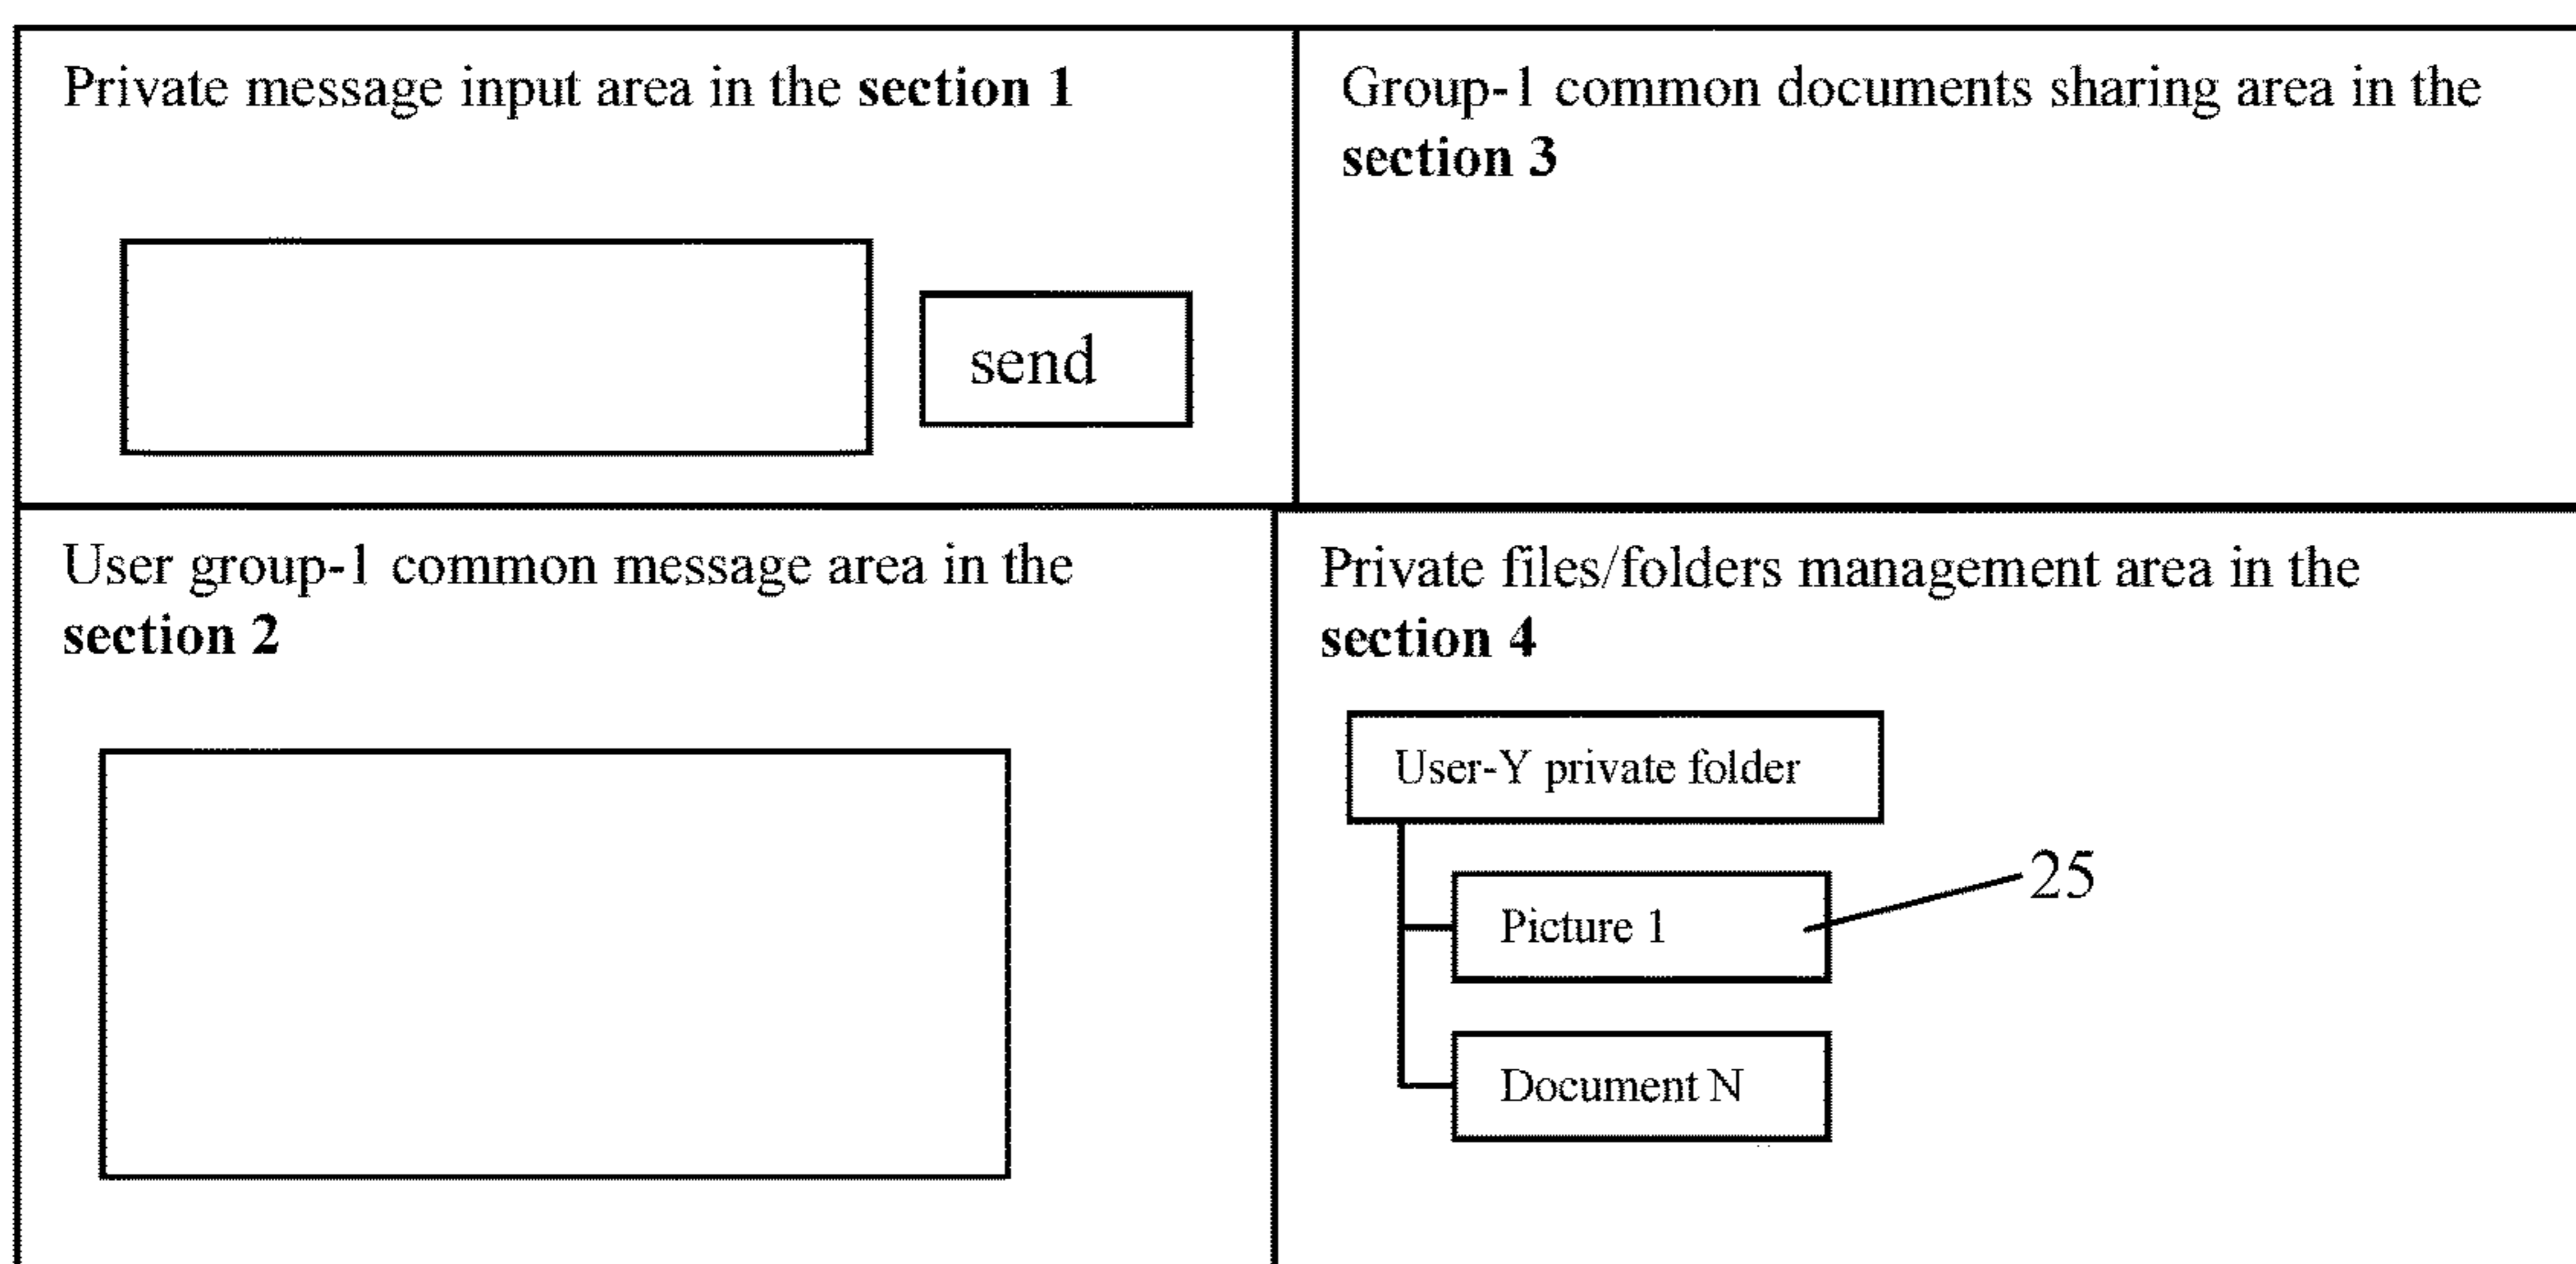 Private message input area in the section 1
send
Group-1 common documents sharing area in the
section 3
User group-1 common message area in the
section 2
Private files/folders management area in the
section 4
User-Y private folder
Picture 1
25
Document N